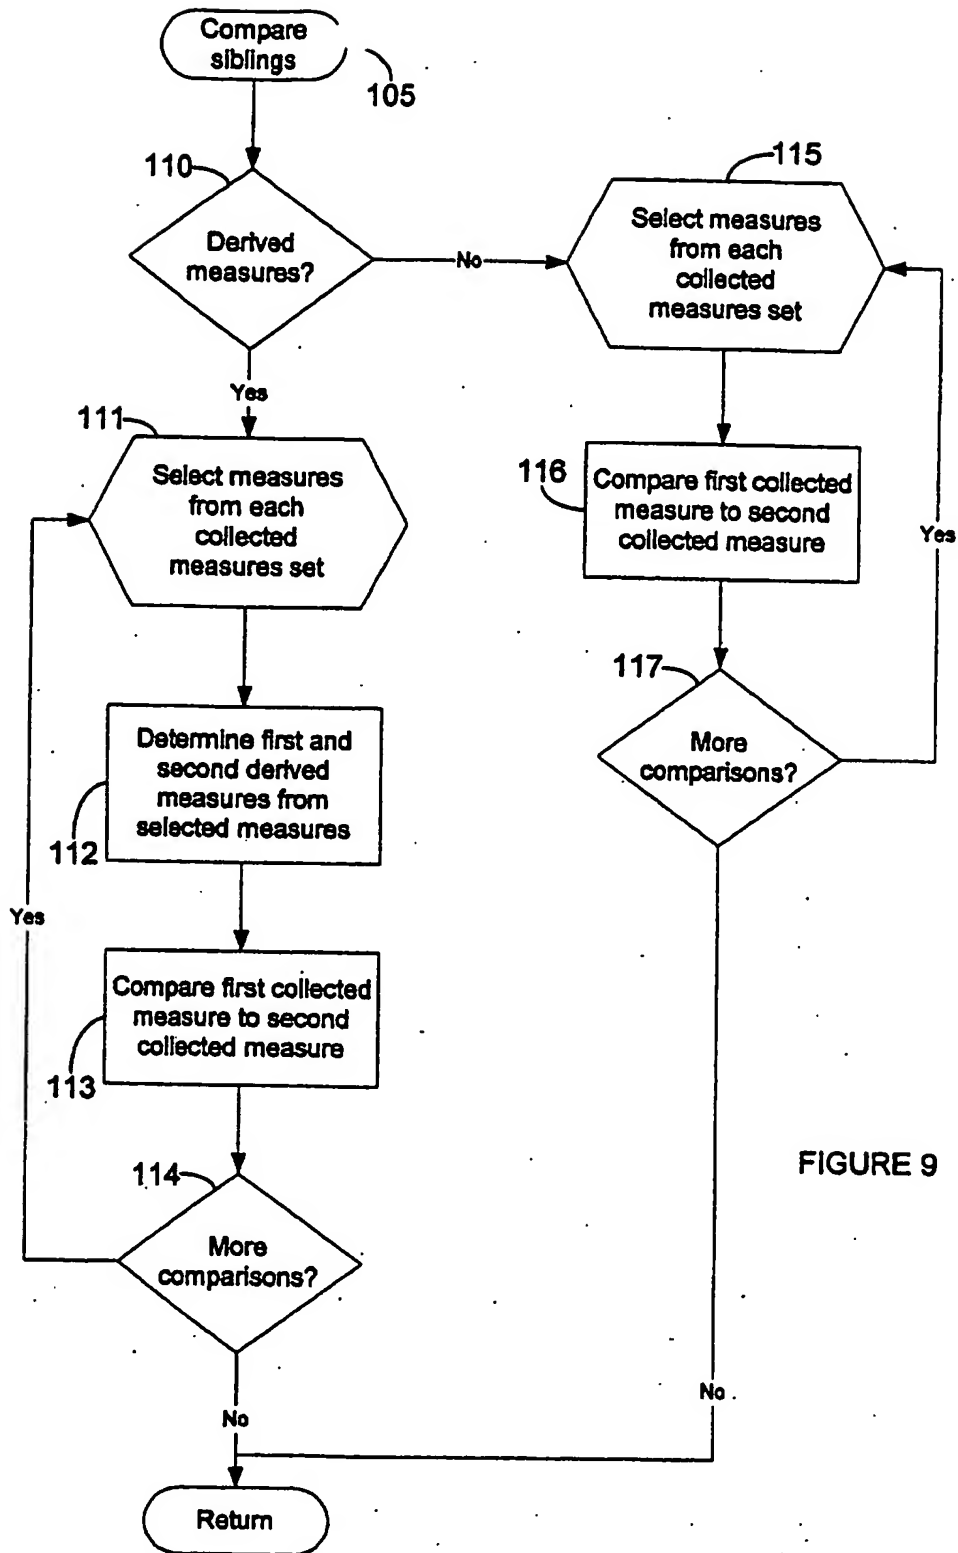 Compare
siblings
105
110
Derived
measures?
No
Yes
115
Select measures
from each
collected
measures set
111
Select measures
from each
collected
measures set
116
Compare first collected
measure to second
collected measure
Yes
117
More
comparisons?
Determine first and
second derived
measures from
selected measures
112
Yes
Compare first collected
measure to second
collected measure
113
114
More
comparisons?
FIGURE 9
No
No
Return